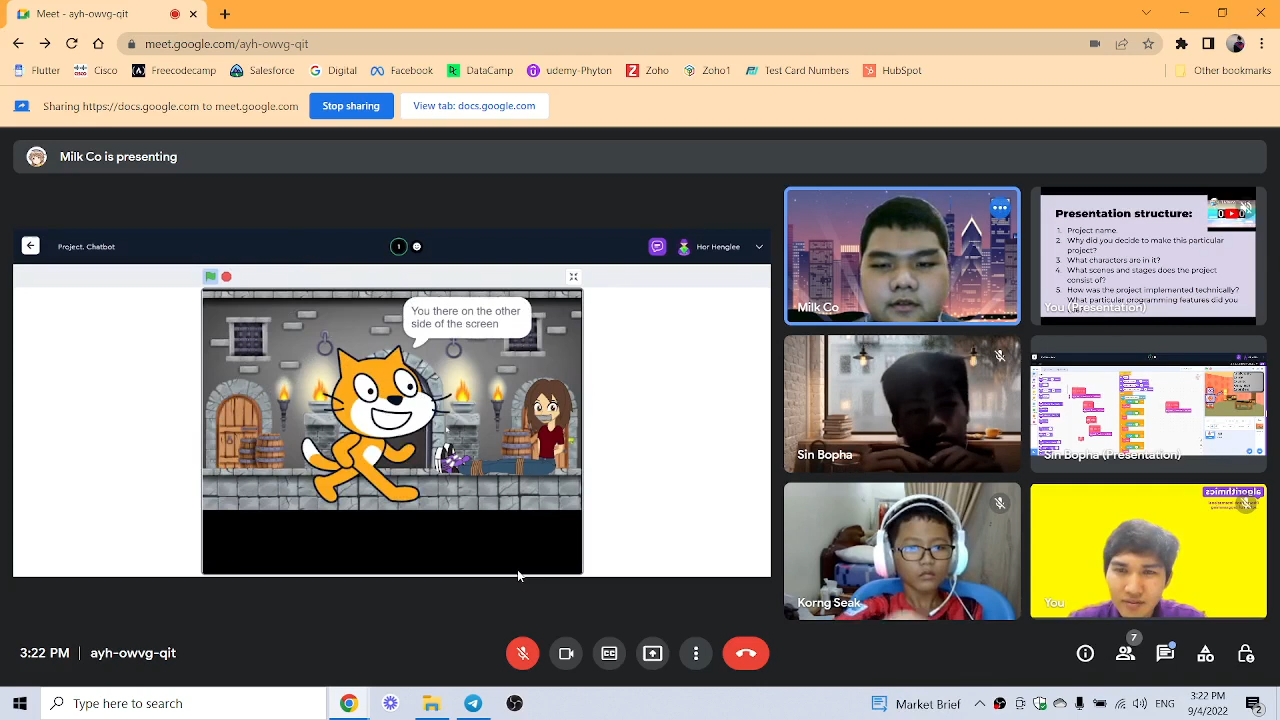 Meet - ayh-owvg-qit
meet.google.com/ayh-owvg-qit
Flutter Cisco Freecodecamp Salesforce Digital Facebook DataCamp udemy-Phyton Zoho Zoho1 Test Card Numbers HubSpot Other bookmarks
Sharing https://docs.google.com to meet.google.com Stop sharing View tab: docs.google.com
Milk Co is presenting
Project. Chatbot
1
Hor Henglee
You there on the other
side of the screen
Milk Co
Presentation structure:
1. Project name.
2. Why did you decide to make this particular
project?
3. What characters are in it?
4. What scenes and stages does the project
consist of?
5. How was the project implemented technically?
What parts
You (Presentation)
Sin Bopha
Sin Bopha (Presentation)
Korng Seak
You
3:22 PM ayh-owvg-qit
7
Type here to search
Market Brief
ENG
3:22 PM
9/4/2022
2